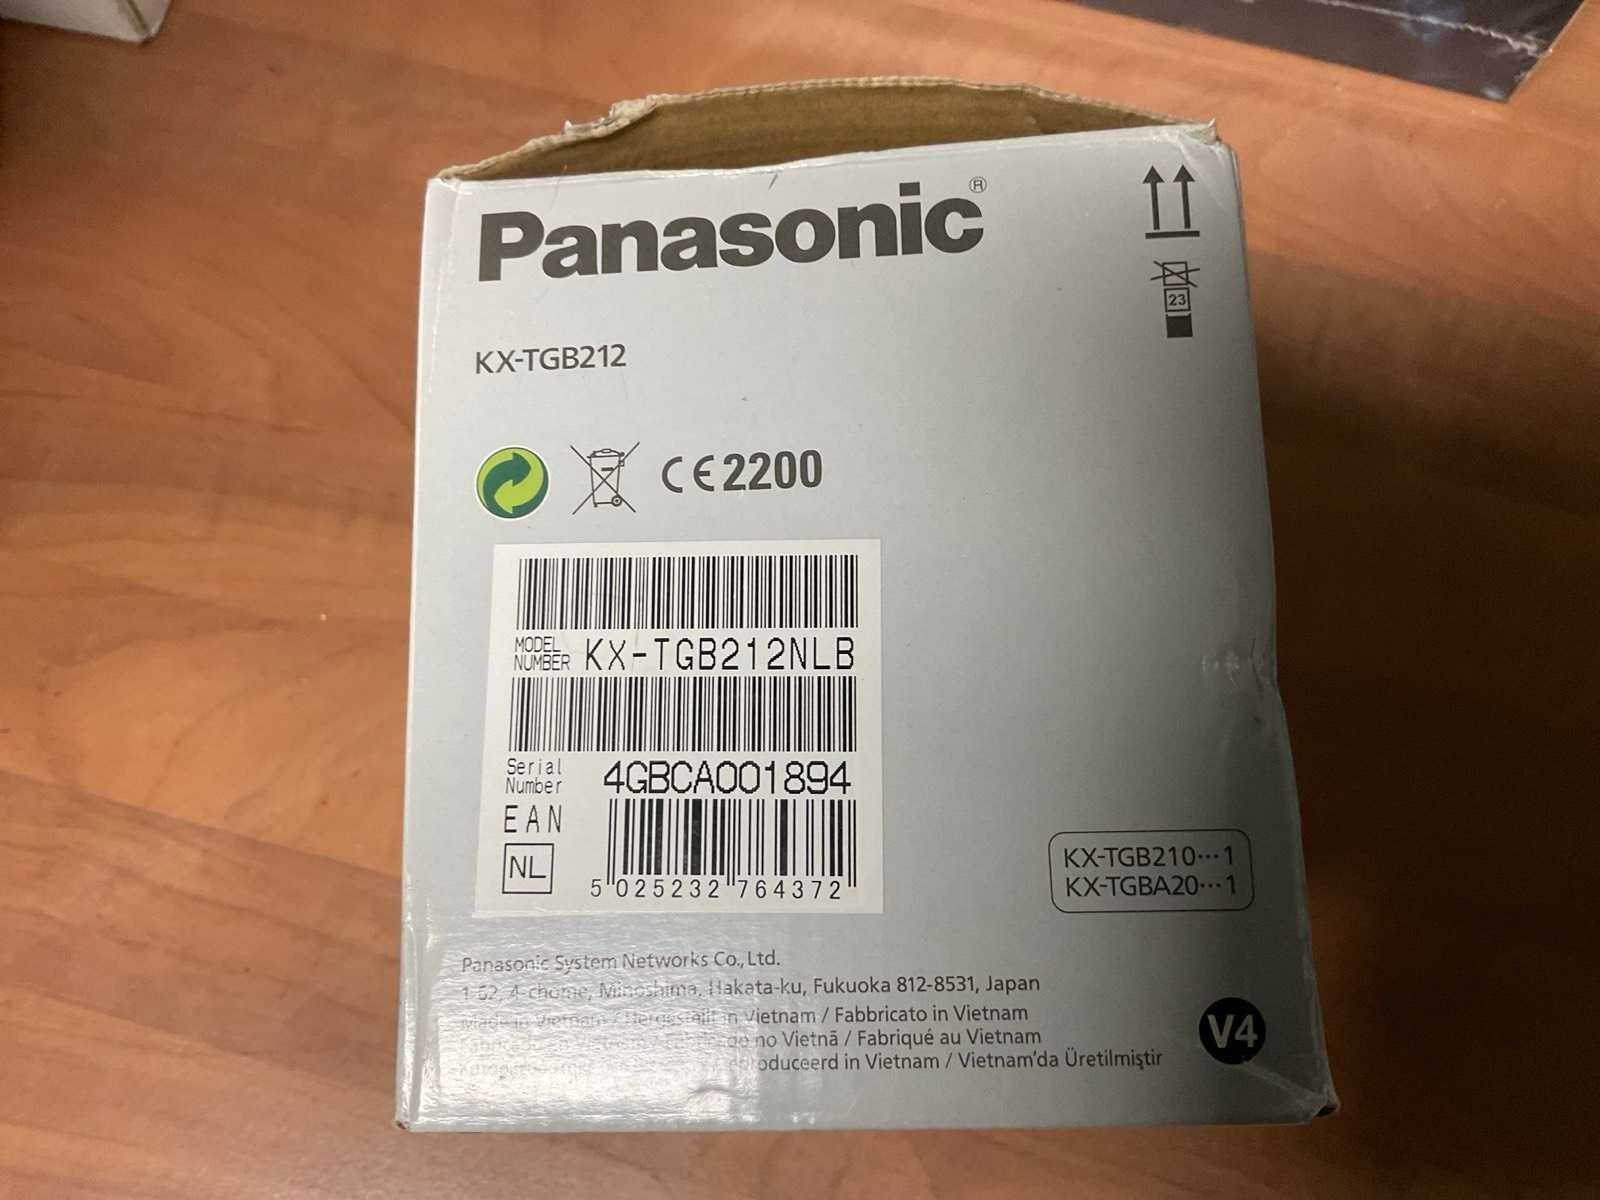 Panasonic®
23
KX-TGB212
CE2200
MODEL NUMBER KX-TGB212NLB
Serial Number 4GBCA001894
EAN
NL
5 025232 764372
KX-TGB210···1
KX-TGBA20···1
Panasonic System Networks Co., Ltd.
1-62, 4-chome, Minoshima, Hakata-ku, Fukuoka 812-8531, Japan
Made in Vietnam / Hergestellt in Vietnam / Fabbricato in Vietnam
no Vietnã / Fabriqué au Vietnam
in Vietnam / Vietnam'da Üretilmiştir
V4